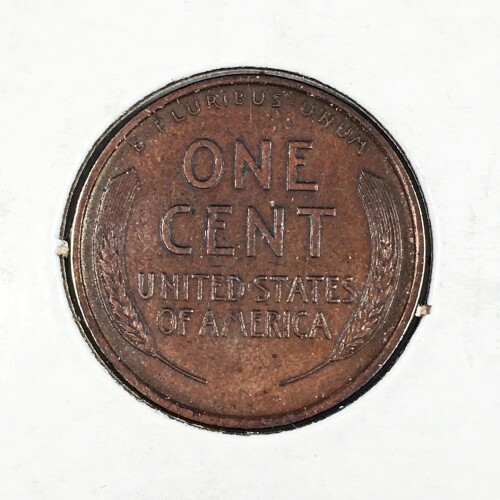 E·PLURIBUS·UNUM
ONE
CENT
UNITED STATES
OF AMERICA